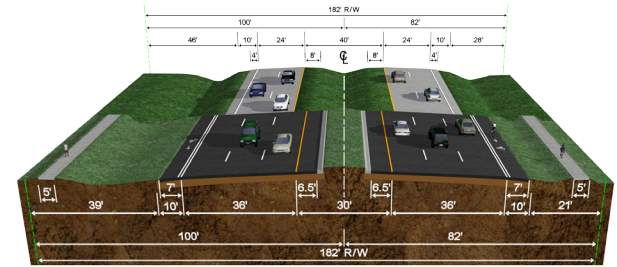 182' R/W
100' 82'
46' 10' 24' 40' 24' 10' 28'
4' 8' ℄ 8' 4'
5' 7' 6.5' 6.5' 7' 5'
39' 10' 36' 30' 36' 10' 21'
100' 82'
182' R/W